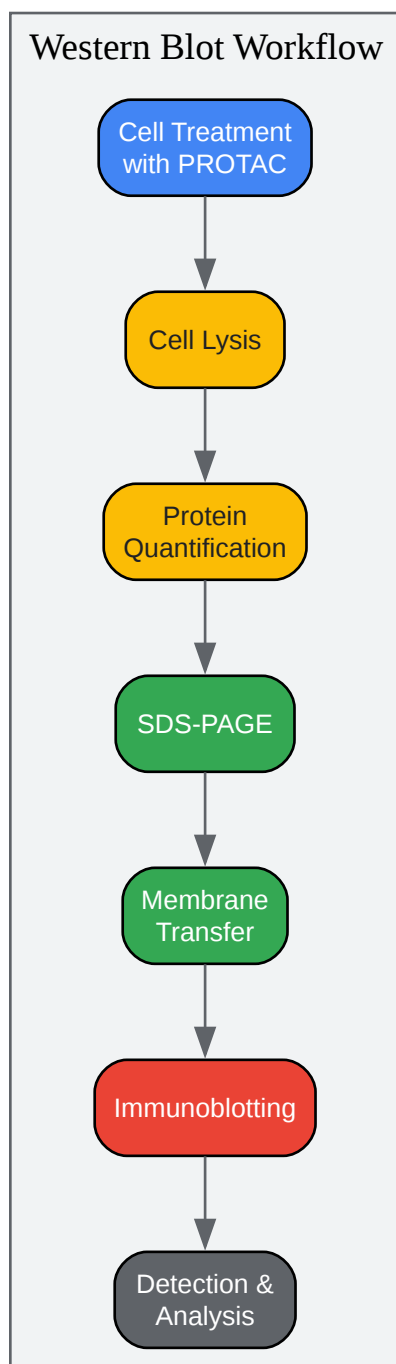 Western Blot Workflow
Cell Treatment
with PROTAC
Cell Lysis
Protein
Quantification
SDS-PAGE
Membrane
Transfer
Immunoblotting
Detection &
Analysis